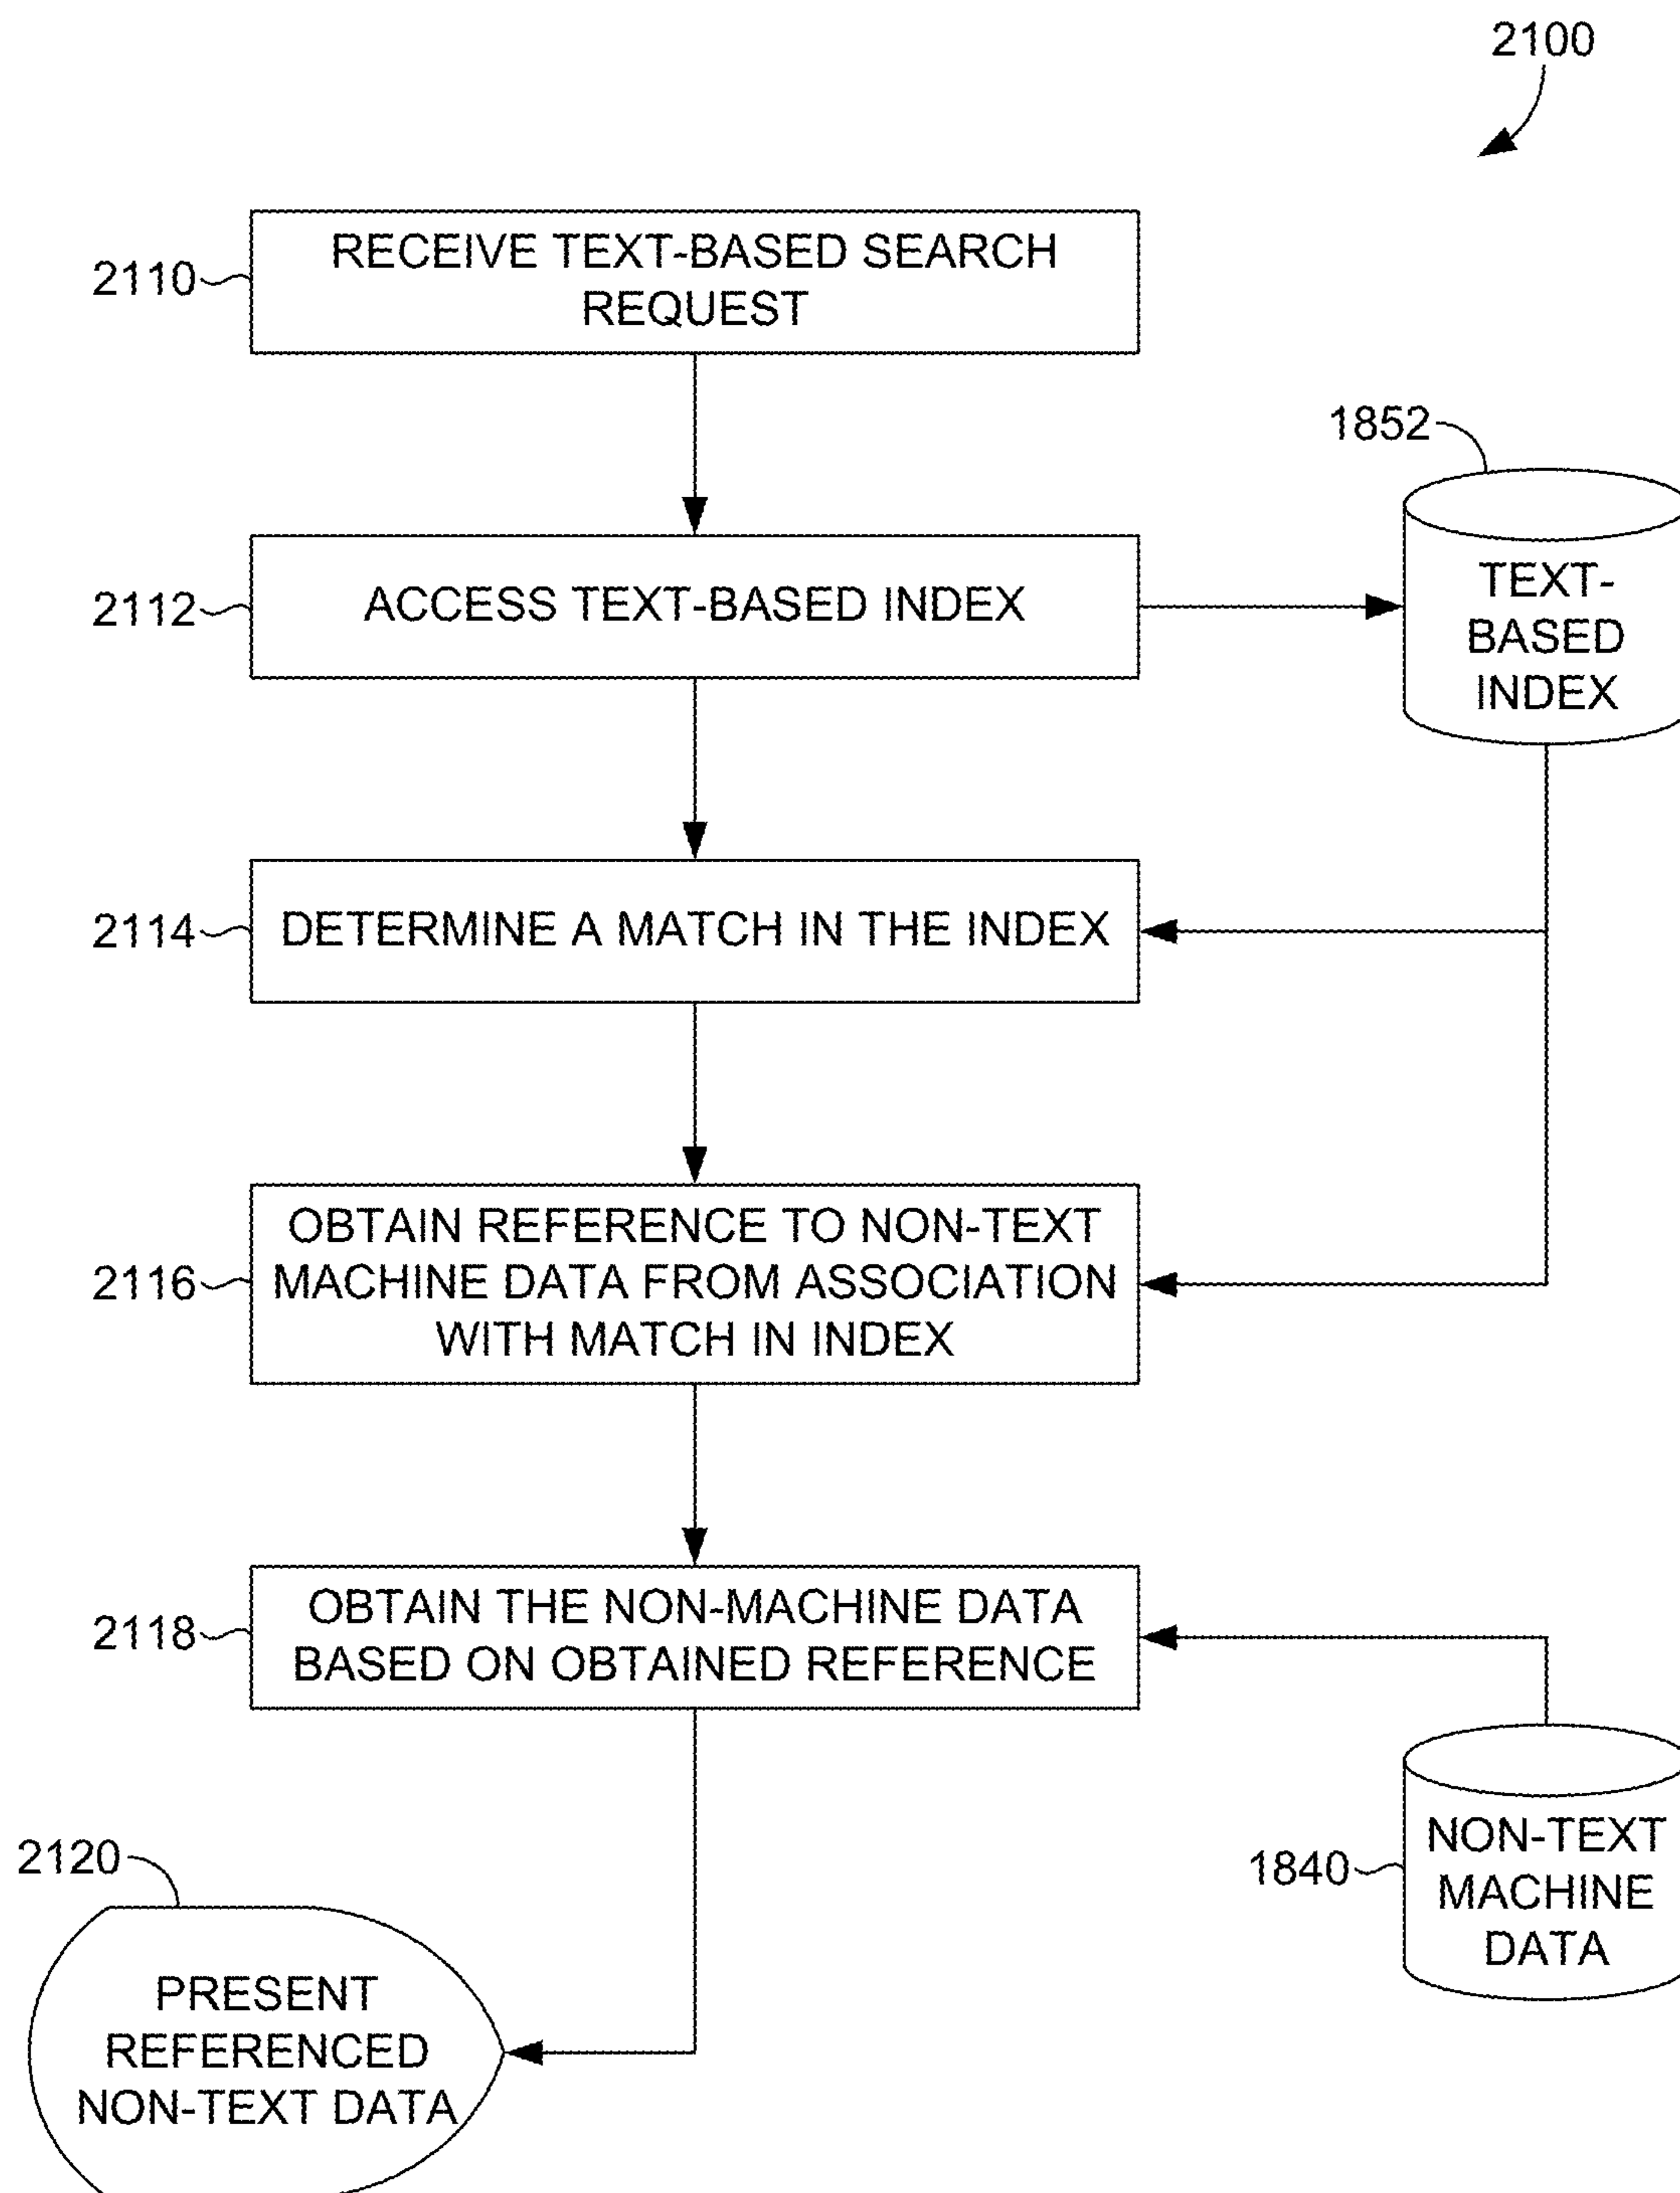 2100
2110
RECEIVE TEXT-BASED SEARCH
REQUEST
1852
2112
ACCESS TEXT-BASED INDEX
TEXT-
BASED
INDEX
2114
DETERMINE A MATCH IN THE INDEX
2116
OBTAIN REFERENCE TO NON-TEXT
MACHINE DATA FROM ASSOCIATION
WITH MATCH IN INDEX
2118
OBTAIN THE NON-MACHINE DATA
BASED ON OBTAINED REFERENCE
1840
NON-TEXT
MACHINE
DATA
2120
PRESENT
REFERENCED
NON-TEXT DATA